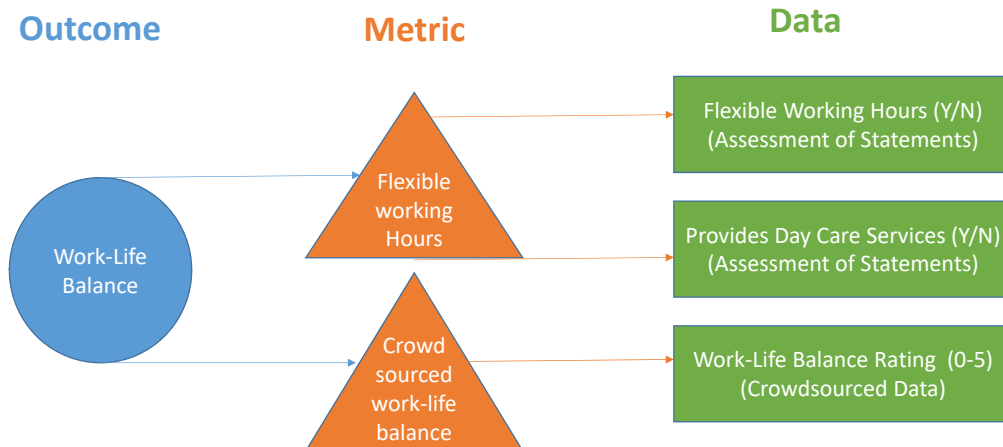 Outcome
Metric
Data
Work-Life
Balance
Flexible
working
Hours
Crowd
sourced
work-life
balance
Flexible Working Hours (Y/N)
(Assessment of Statements)
Provides Day Care Services (Y/N)
(Assessment of Statements)
Work-Life Balance Rating (0-5)
(Crowdsourced Data)